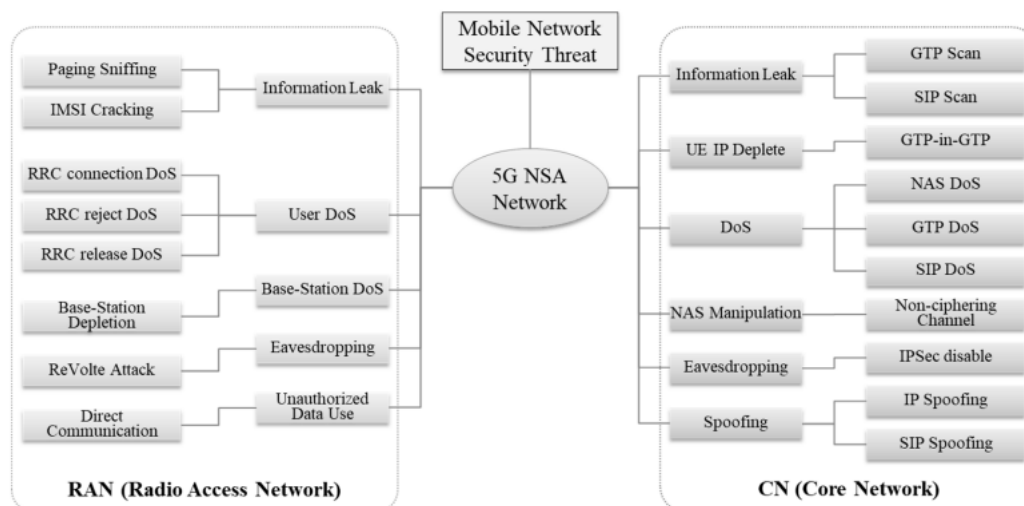 Mobile Network
Security Threat
5G NSA
Network
Paging Sniffing
IMSI Cracking
Information Leak
RRC connection DoS
RRC reject DoS
RRC release DoS
User DoS
Base-Station
Depletion
Base-Station DoS
ReVolte Attack
Eavesdropping
Direct
Communication
Unauthorized
Data Use
RAN (Radio Access Network)
Information Leak
GTP Scan
SIP Scan
UE IP Deplete
GTP-in-GTP
DoS
NAS DoS
GTP DoS
SIP DoS
NAS Manipulation
Non-ciphering
Channel
Eavesdropping
IPSec disable
Spoofing
IP Spoofing
SIP Spoofing
CN (Core Network)